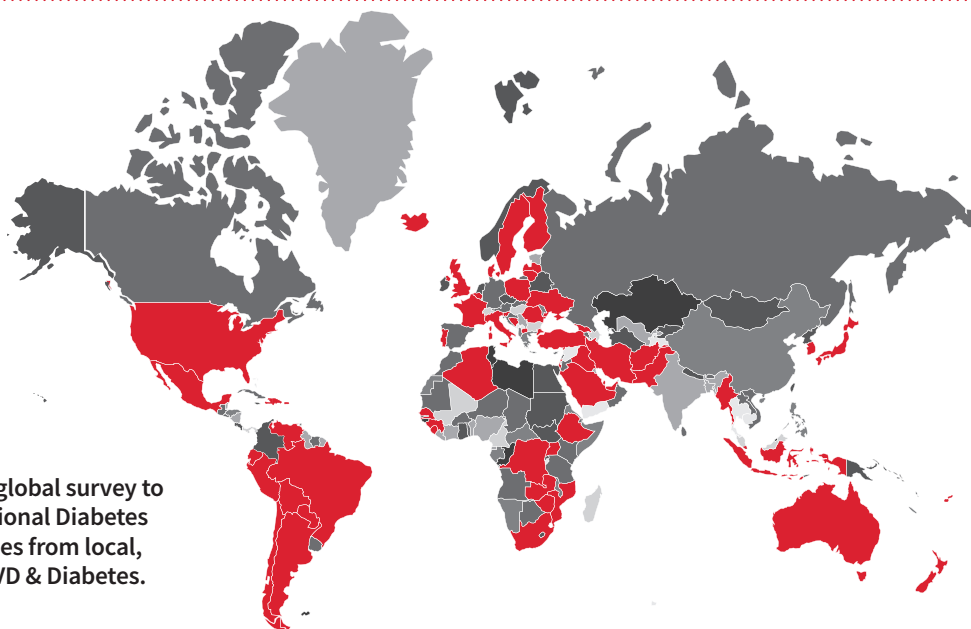 global survey to
ional Diabetes
es from local,
VD & Diabetes.